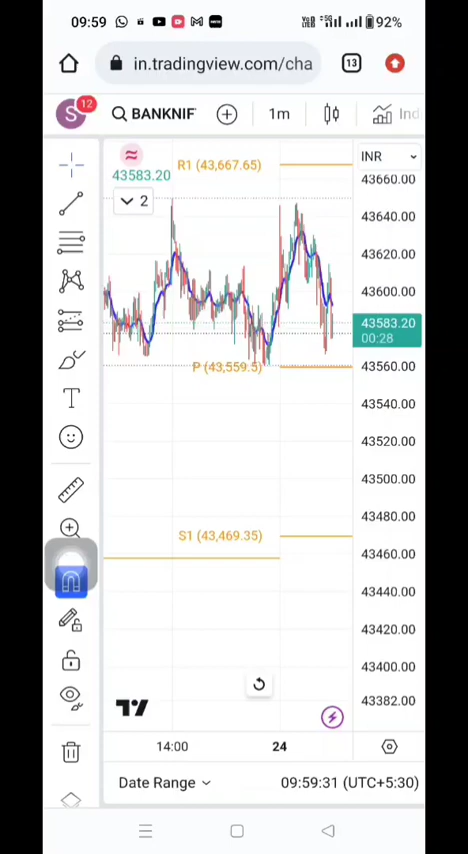 09:59 92%
in.tradingview.com/cha 13
S 12 BANKNIF 1m Ind
INR
43583.20
2
R1 (43,667.65)
P (43,559.5)
S1 (43,469.35)
43660.00
43640.00
43620.00
43600.00
43583.20
00:28
43560.00
43540.00
43520.00
43500.00
43480.00
43460.00
43440.00
43420.00
43400.00
43382.00
14:00 24
Date Range 09:59:31 (UTC+5:30)